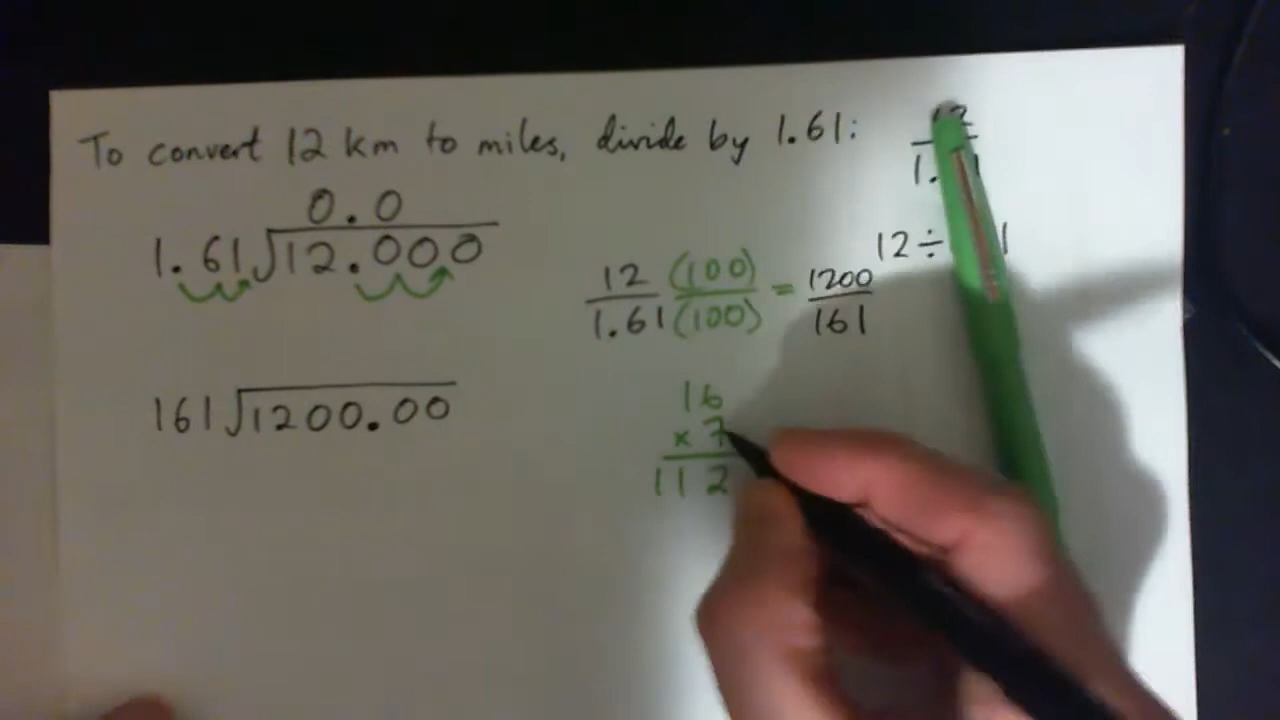 To convert 12 km to miles, divide by 1.61:
0.0
1.61 12.000
12 (100) = 1200
1.61 (100) 161
12 ÷
161 1200.00
16
× 7
112